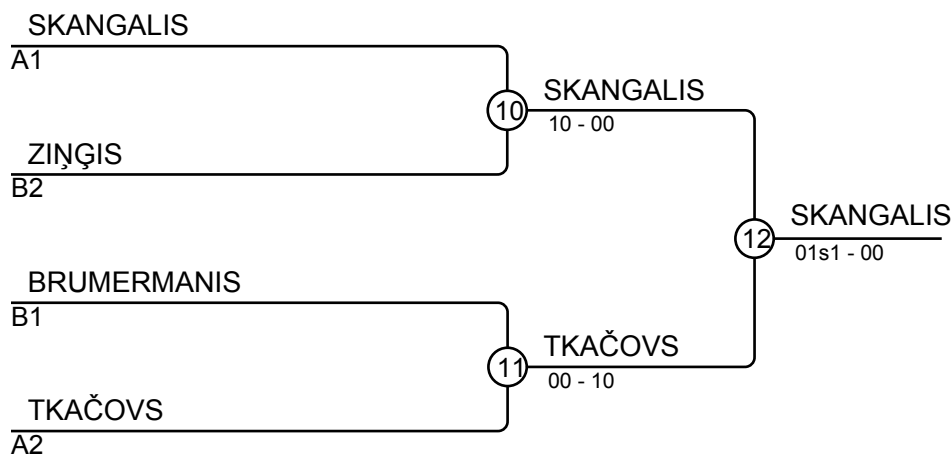 SKANGALIS
A1
10
SKANGALIS
10 - 00
ZIŅĢIS
B2
12
SKANGALIS
01s1 - 00
BRUMERMANIS
B1
11
TKAČOVS
00 - 10
TKAČOVS
A2